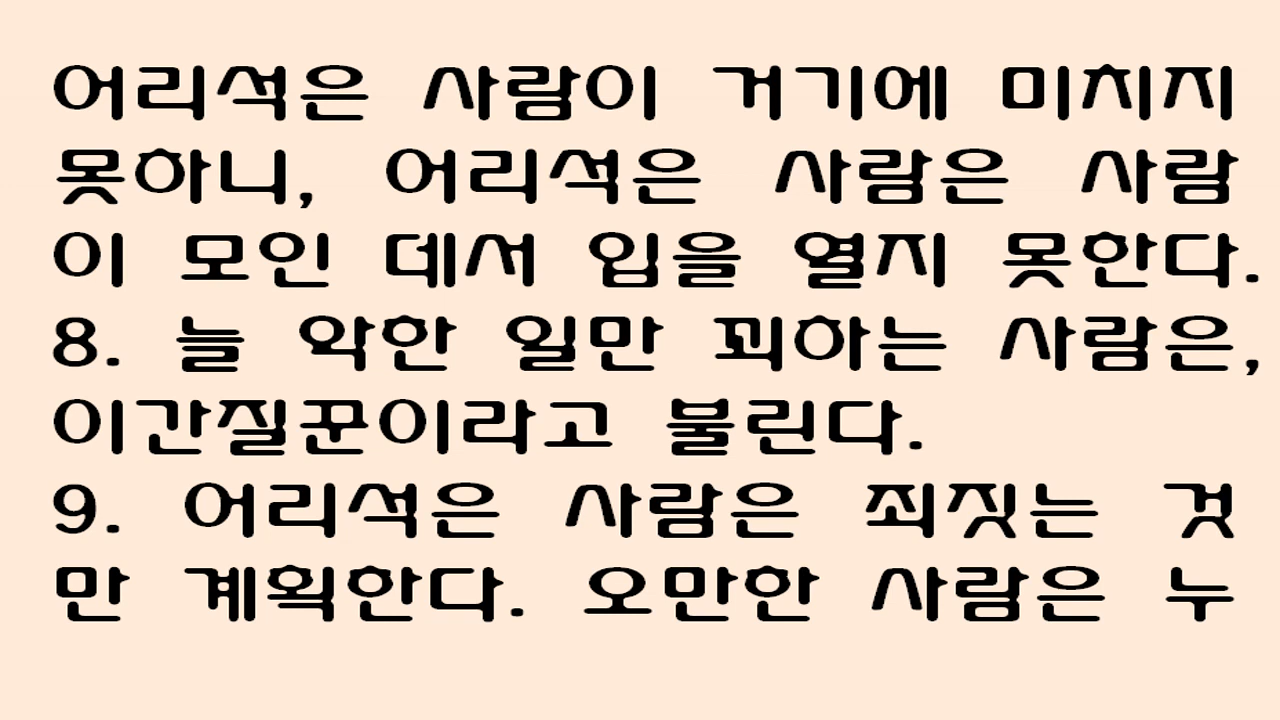 어리석은 사람이 거기에 미치지
못하니, 어리석은 사람은 사람
이 모인 데서 입을 열지 못한다.
8. 늘 악한 일만 꾀하는 사람은,
이간질꾼이라고 불린다.
9. 어리석은 사람은 죄짓는 것
만 계획한다. 오만한 사람은 누